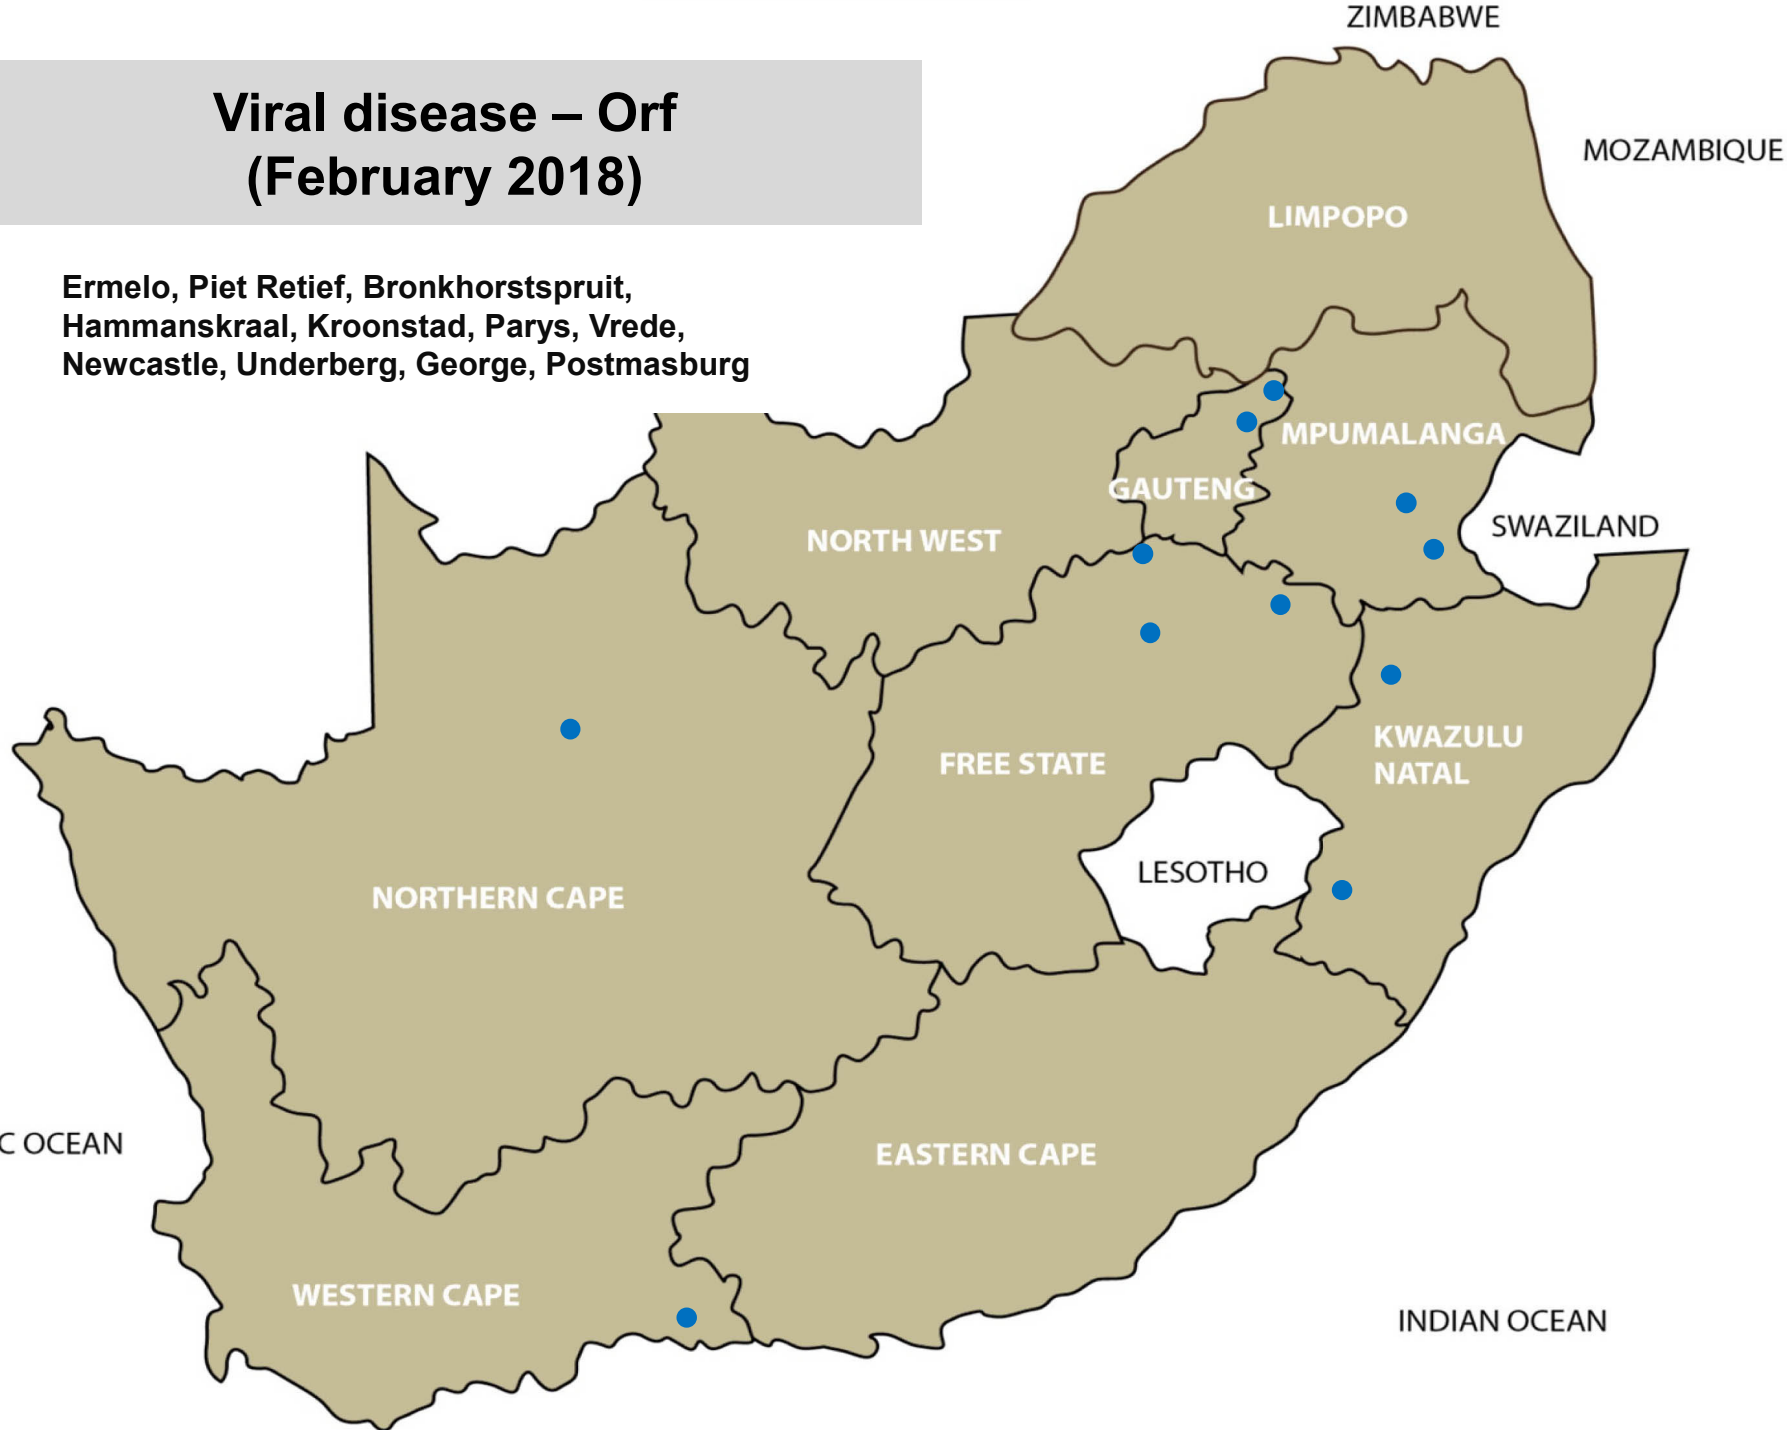 ZIMBABWE
Viral disease – Orf
(February 2018)
MOZAMBIQUE
LIMPOPO
Ermelo, Piet Retief, Bronkhorstspruit,
Hammanskraal, Kroonstad, Parys, Vrede,
Newcastle, Underberg, George, Postmasburg
MPUMALANGA
GAUTENG
SWAZILAND
NORTH WEST
KWAZULU
NATAL
FREE STATE
LESOTHO
NORTHERN CAPE
C OCEAN
EASTERN CAPE
WESTERN CAPE
INDIAN OCEAN